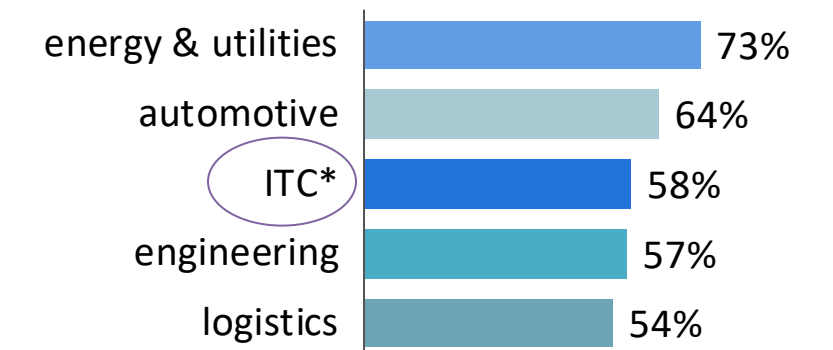 energy & utilities 73%
automotive 64%
ITC* 58%
engineering 57%
logistics 54%